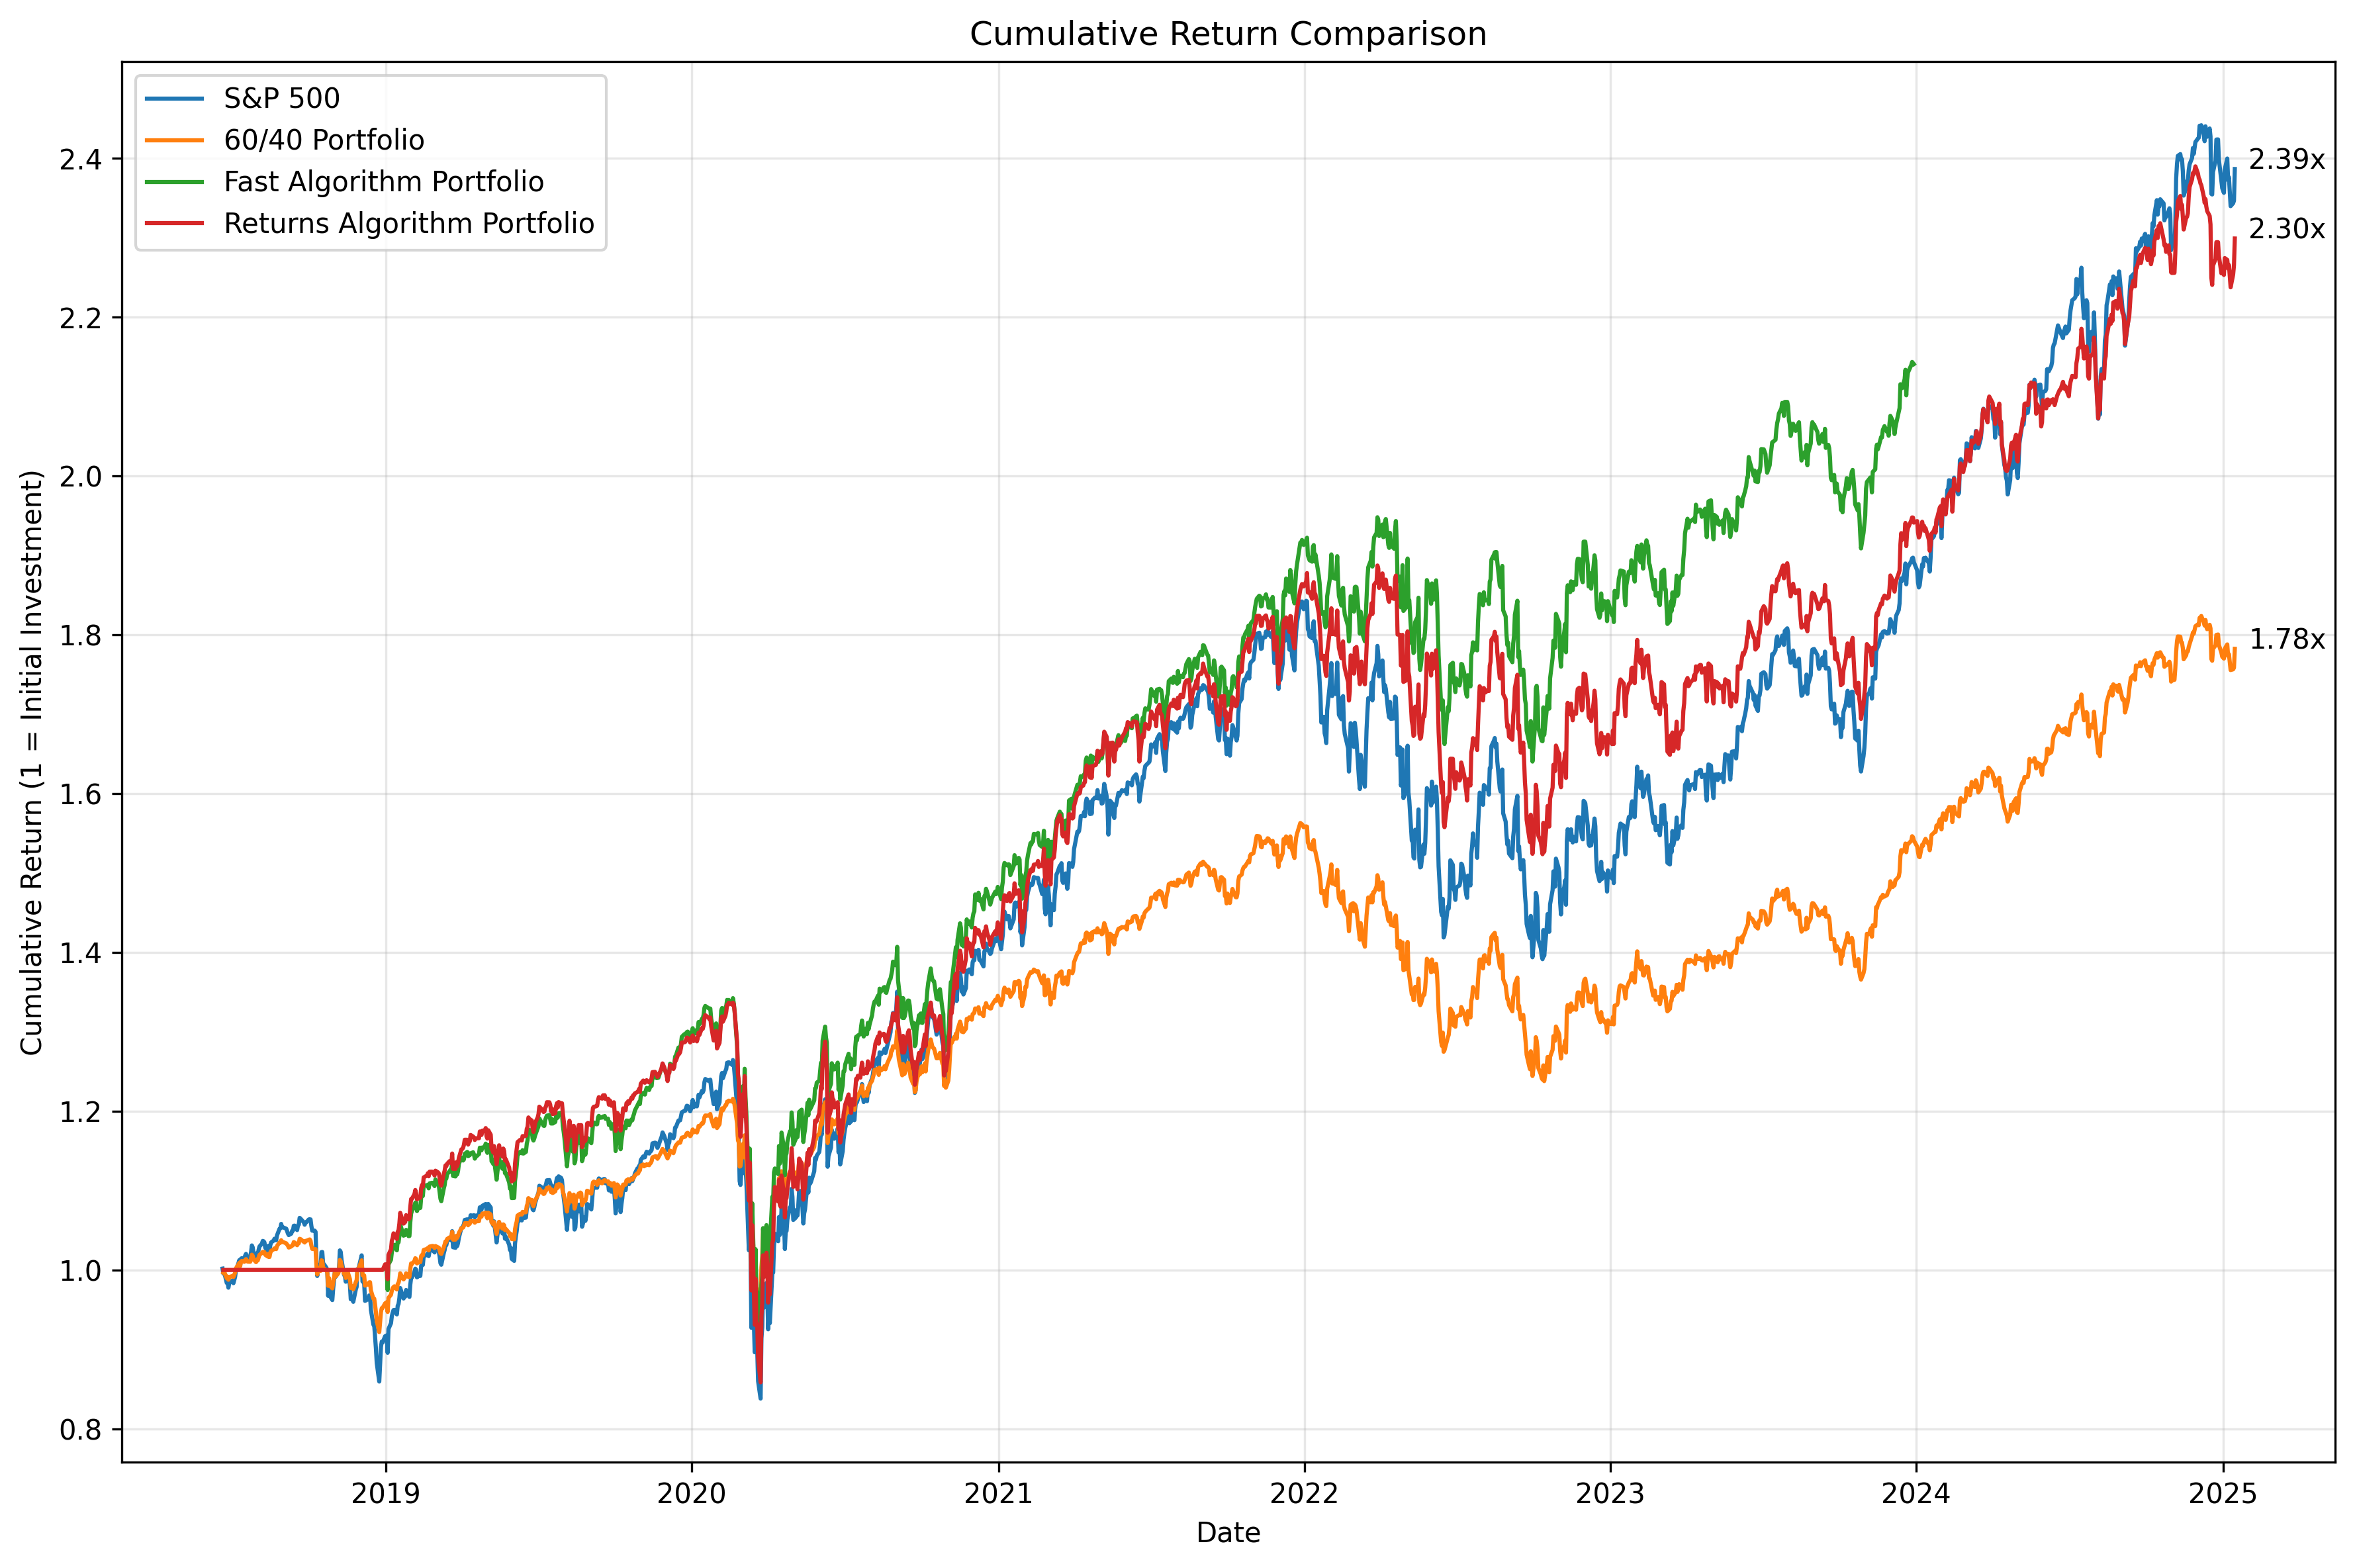 Cumulative Return Comparison
S&P 500
60/40 Portfolio
Fast Algorithm Portfolio
Returns Algorithm Portfolio
2.39x
2.30x
1.78x
Cumulative Return (1 = Initial Investment)
2.4
2.2
2.0
1.8
1.6
1.4
1.2
1.0
0.8
2019
2020
2021
2022
2023
2024
2025
Date